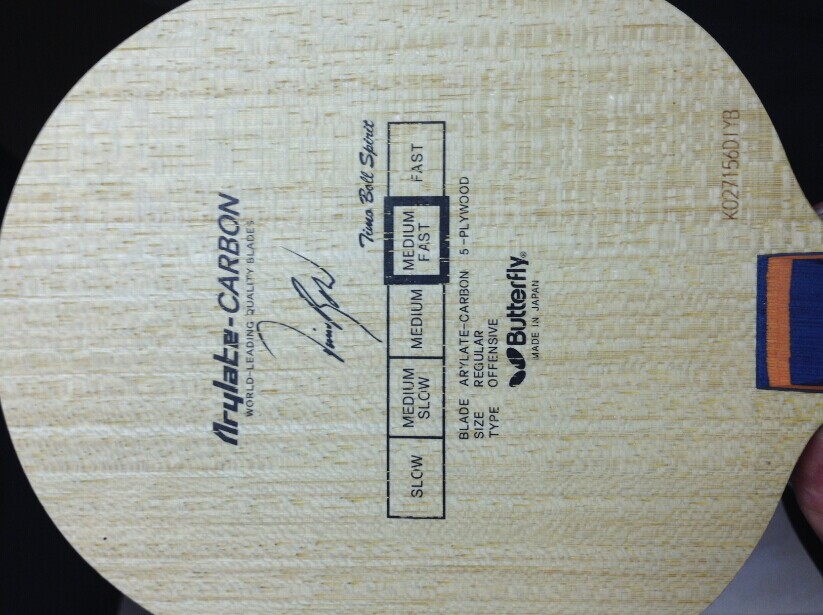 Arylate-CARBON
WORLD-LEADING QUALITY BLADES
Timo Boll Spirit
SLOW
MEDIUM SLOW
MEDIUM
MEDIUM FAST
FAST
BLADE ARYLATE-CARBON 5-PLYWOOD
SIZE REGULAR
TYPE OFFENSIVE
Butterfly®
MADE IN JAPAN
K027156DIYB